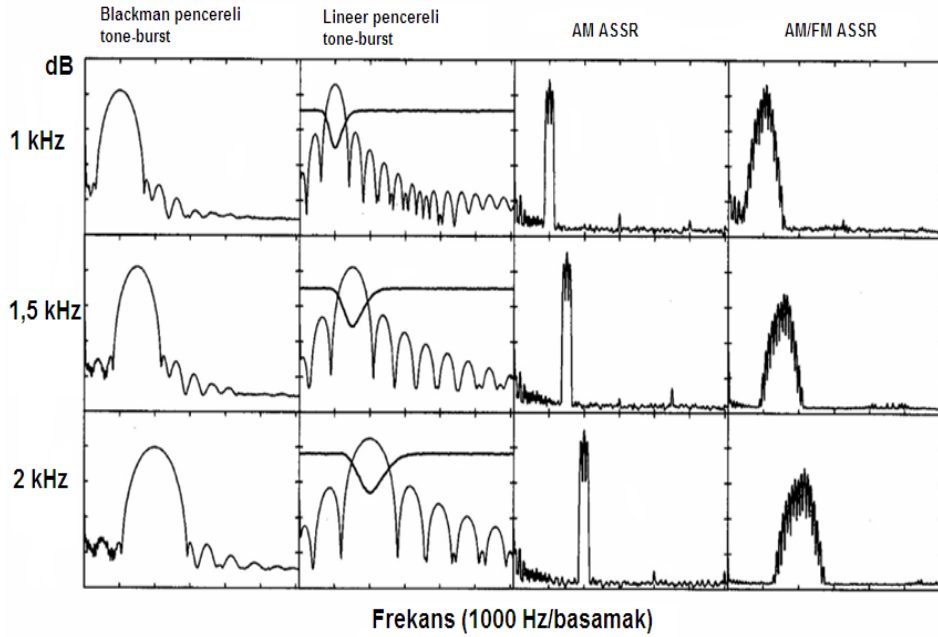 Blackman pencereli
tone-burst
Lineer pencereli
tone-burst
AM ASSR
AM/FM ASSR
dB
1 kHz
1,5 kHz
2 kHz
Frekans (1000 Hz/basamak)